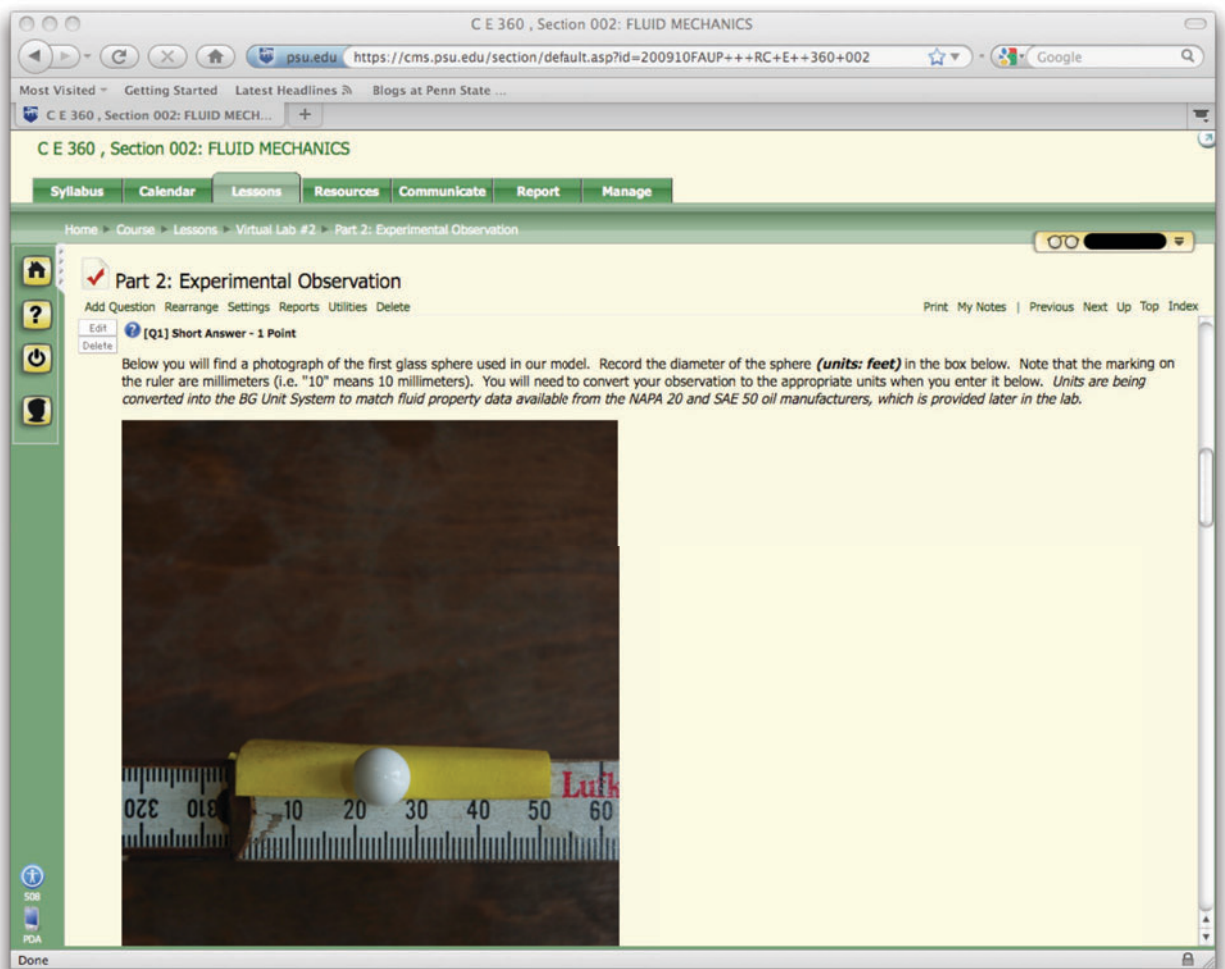 C E 360 , Section 002: FLUID MECHANICS
psu.edu https://cms.psu.edu/section/default.asp?id=200910FAUP+++RC+E++360+002 Google
Most Visited Getting Started Latest Headlines Blogs at Penn State ...
C E 360 , Section 002: FLUID MECH... +
C E 360 , Section 002: FLUID MECHANICS
Syllabus Calendar Lessons Resources Communicate Report Manage
Home Course Lessons Virtual Lab #2 Part 2: Experimental Observation
Part 2: Experimental Observation
Add Question Rearrange Settings Reports Utilities Delete Print My Notes | Previous Next Up Top Index
Edit [Q1] Short Answer - 1 Point
Delete
Below you will find a photograph of the first glass sphere used in our model. Record the diameter of the sphere (units: feet) in the box below. Note that the marking on
the ruler are millimeters (i.e. "10" means 10 millimeters). You will need to convert your observation to the appropriate units when you enter it below. Units are being
converted into the BG Unit System to match fluid property data available from the NAPA 20 and SAE 50 oil manufacturers, which is provided later in the lab.
Lufk
320 310 10 20 30 40 50 60
508
PDA
Done